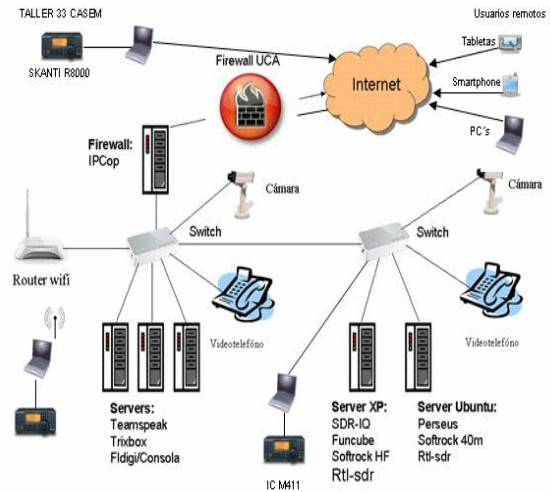 TALLER 33 CASEM
Usuarios remotos
Tabletas
SKANTI R8000
Firewall UCA
Internet
Smartphone
PC´s
Firewall:
IPCop
Cámara
Cámara
Switch
Switch
Router wifi
Videotelefóno
Videotelefóno
Servers:
Teamspeak
Trixbox
Fldigi/Consola
Server XP:
SDR-IQ
Funcube
Softrock HF
Rtl-sdr
Server Ubuntu:
Perseus
Softrock 40m
Rtl-sdr
IC M411